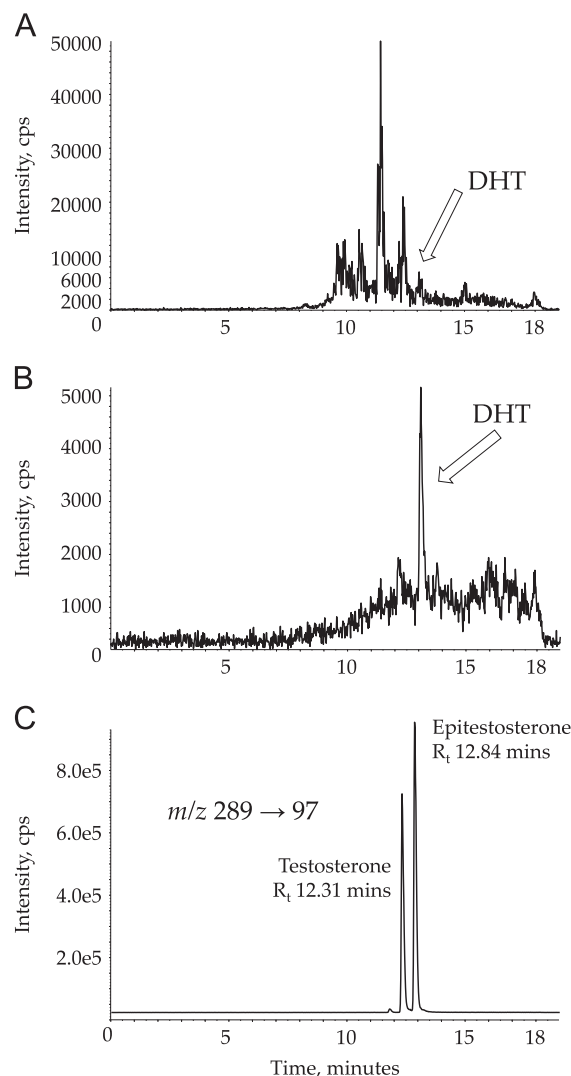 A
50000
40000
30000
20000
10000
6000
2000
0
Intensity, cps
DHT
5
10
15
18
B
5000
4000
3000
2000
1000
0
Intensity, cps
DHT
5
10
15
18
C
8.0e5
6.0e5
4.0e5
2.0e5
Intensity, cps
Epitestosterone
Rt 12.84 mins
m/z 289 → 97
Testosterone
Rt 12.31 mins
0
5
10
15
18
Time, minutes